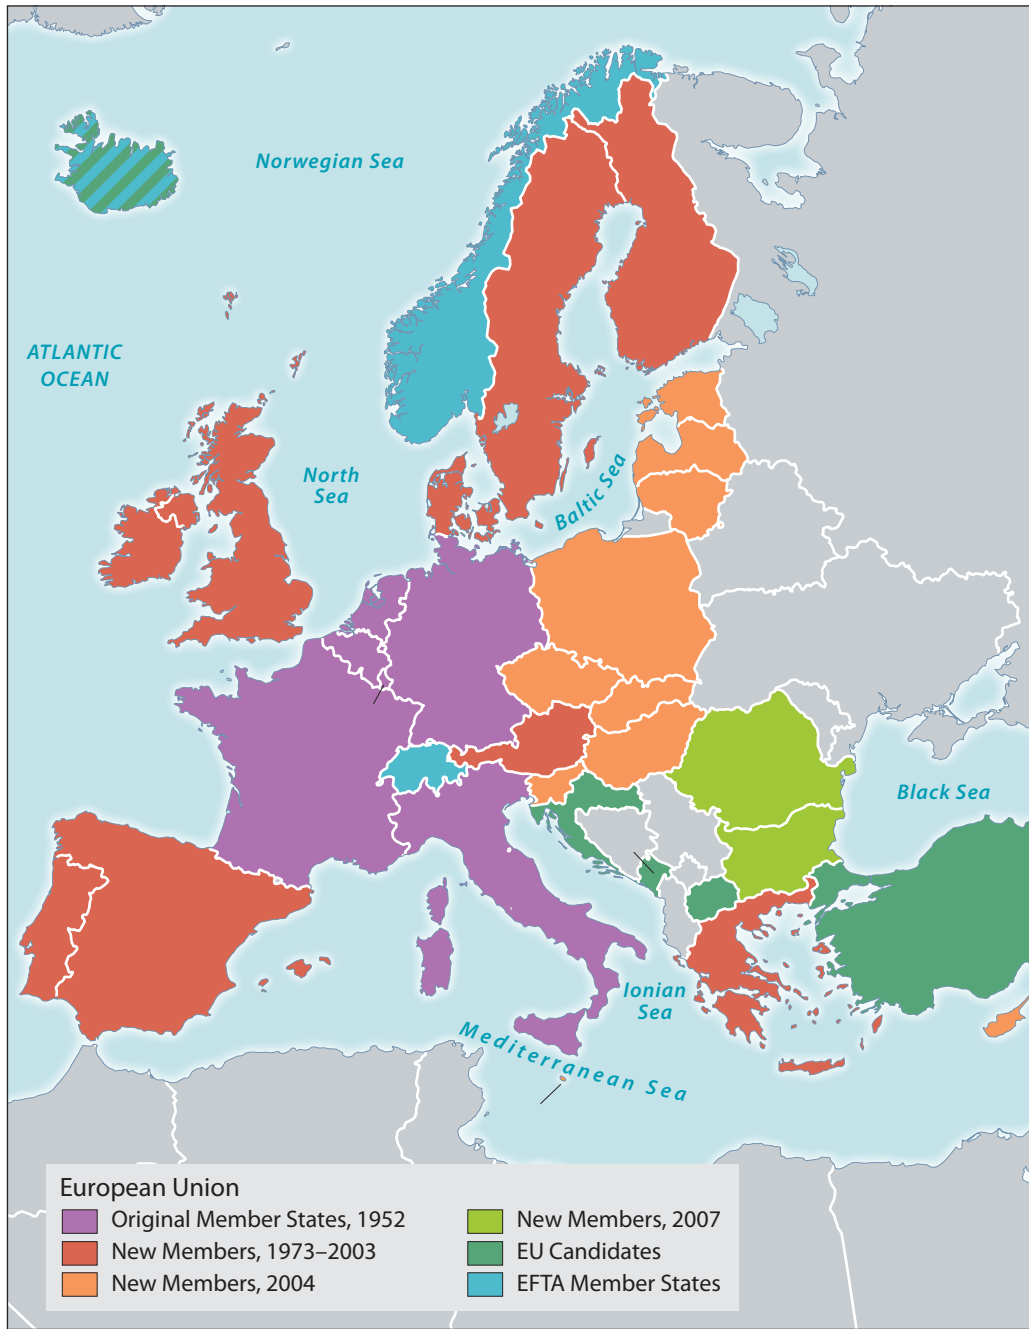 Norwegian Sea
ATLANTIC
OCEAN
North
Sea
Baltic Sea
Black Sea
Ionian
Sea
Mediterranean Sea
European Union
Original Member States, 1952
New Members, 1973–2003
New Members, 2004
New Members, 2007
EU Candidates
EFTA Member States